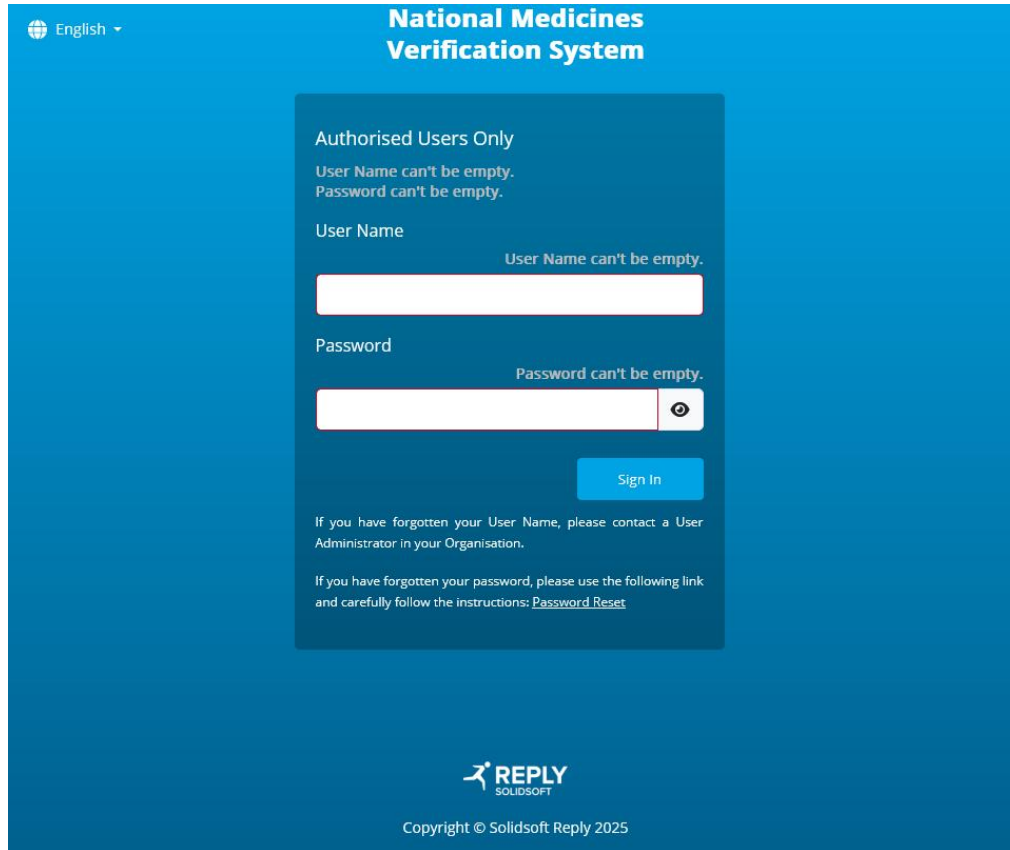 English
National Medicines
Verification System
Authorised Users Only
User Name can't be empty.
Password can't be empty.
User Name
User Name can't be empty.
Password
Password can't be empty.
Sign In
If you have forgotten your User Name, please contact a User
Administrator in your Organisation.
If you have forgotten your password, please use the following link
and carefully follow the instructions: Password Reset
REPLY
SOLIDSOFT
Copyright © Solidsoft Reply 2025